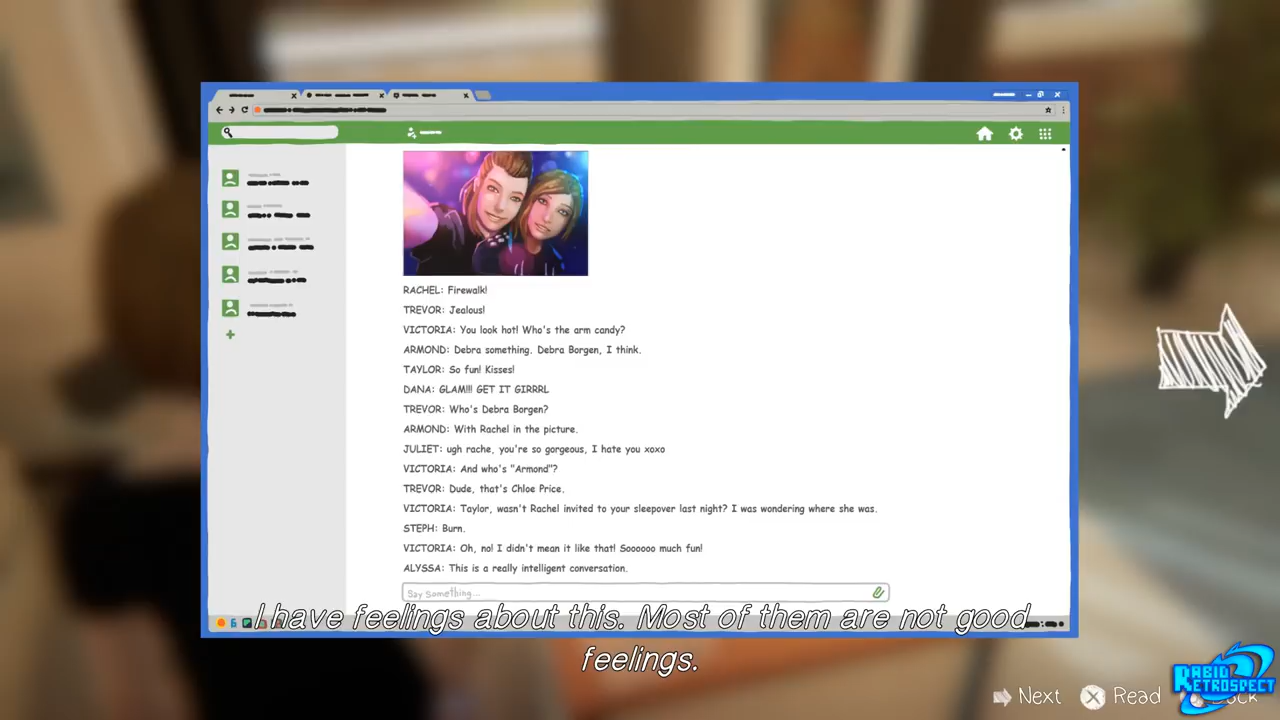 RACHEL: Firewalk!
TREVOR: Jealous!
VICTORIA: You look hot! Who's the arm candy?
ARMOND: Debra something. Debra Borgen, I think.
TAYLOR: So fun! Kisses!
DANA: GLAM!!! GET IT GIRRRL
TREVOR: Who's Debra Borgen?
ARMOND: With Rachel in the picture.
JULIET: ugh rache, you're so gorgeous, I hate you xoxo
VICTORIA: And who's "Armond"?
TREVOR: Dude, that's Chloe Price.
VICTORIA: Taylor, wasn't Rachel invited to your sleepover last night? I was wondering where she was.
STEPH: Burn.
VICTORIA: Oh, no! I didn't mean it like that! Soooooo much fun!
ALYSSA: This is a really intelligent conversation.
Say Something...
I have feelings about this. Most of them are not good
feelings.
Next Read Back
RABID
RETROSPECT